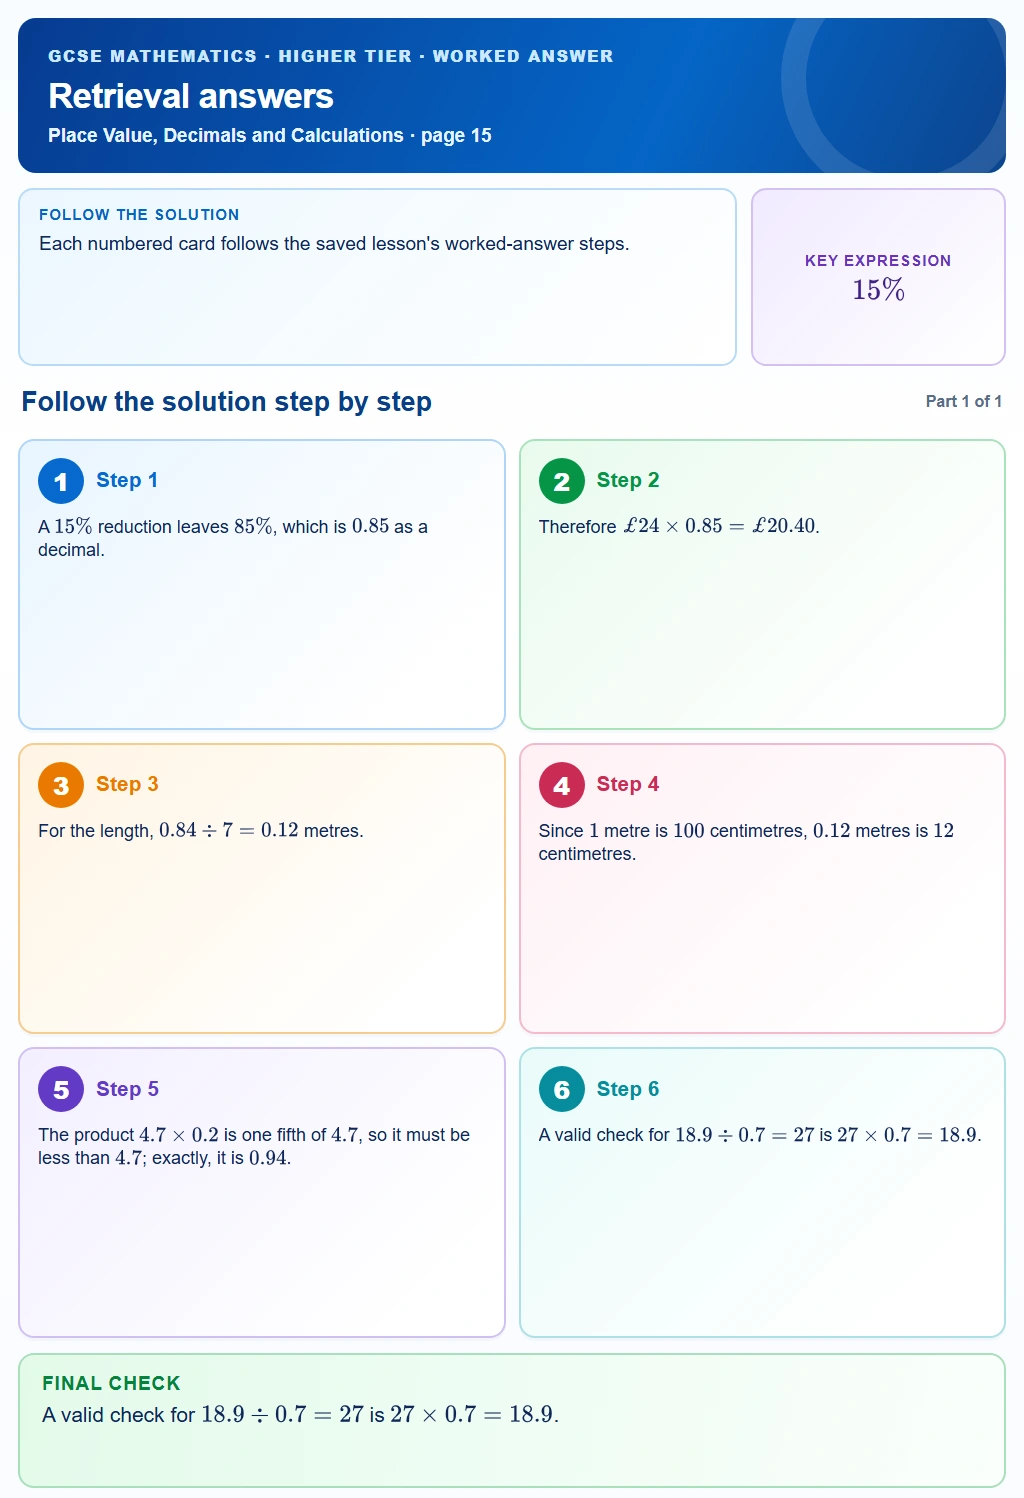 GCSE MATHEMATICS · HIGHER TIER · WORKED ANSWER
Retrieval answers
Place Value, Decimals and Calculations · page 15
FOLLOW THE SOLUTION
Each numbered card follows the saved lesson's worked-answer steps.
KEY EXPRESSION
15%
Follow the solution step by step
Part 1 of 1
1 Step 1
A 15% reduction leaves 85%, which is 0.85 as a
decimal.
2 Step 2
Therefore £24 × 0.85 = £20.40.
3 Step 3
For the length, 0.84 ÷ 7 = 0.12 metres.
4 Step 4
Since 1 metre is 100 centimetres, 0.12 metres is 12
centimetres.
5 Step 5
The product 4.7 × 0.2 is one fifth of 4.7, so it must be
less than 4.7; exactly, it is 0.94.
6 Step 6
A valid check for 18.9 ÷ 0.7 = 27 is 27 × 0.7 = 18.9.
FINAL CHECK
A valid check for 18.9 ÷ 0.7 = 27 is 27 × 0.7 = 18.9.